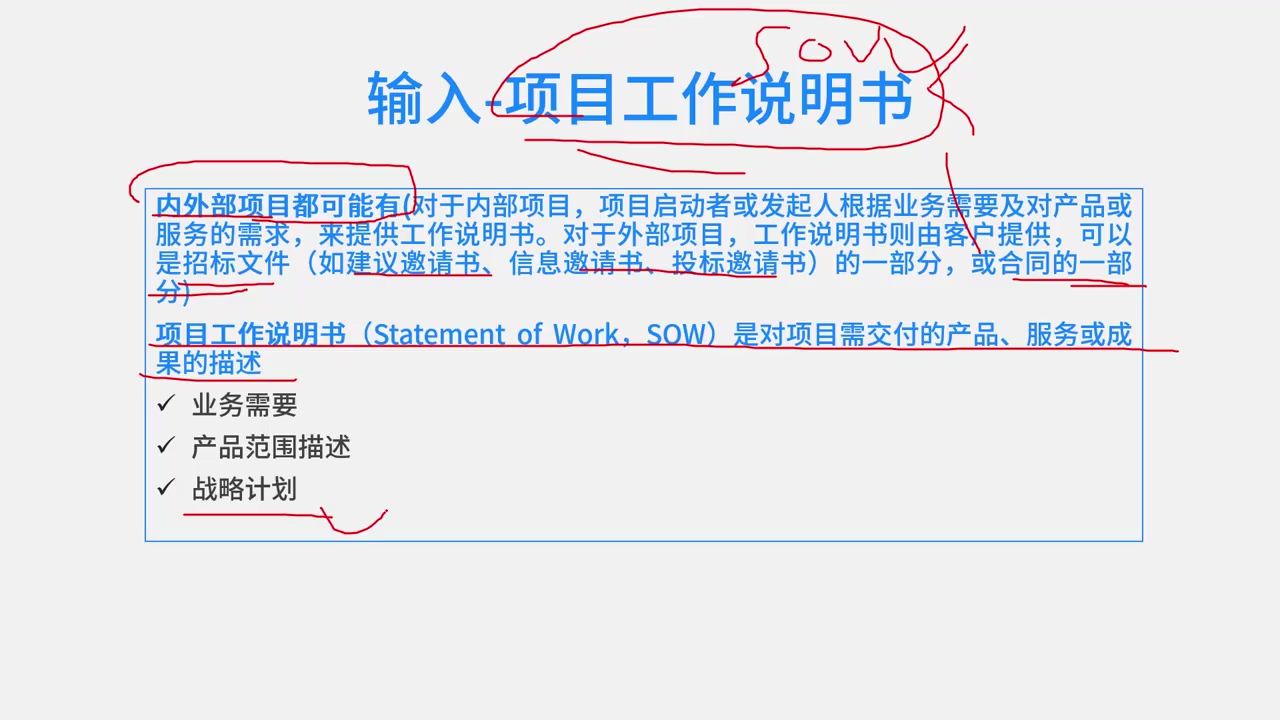 sow
输入-项目工作说明书
内外部项目都可能有(对于内部项目，项目启动者或发起人根据业务需要及对产品或
服务的需求，来提供工作说明书。对于外部项目，工作说明书则由客户提供，可以
是招标文件（如建议邀请书、信息邀请书、投标邀请书）的一部分，或合同的一部
分)
项目工作说明书（Statement of Work，SOW）是对项目需交付的产品、服务或成
果的描述
✓ 业务需要
✓ 产品范围描述
✓ 战略计划